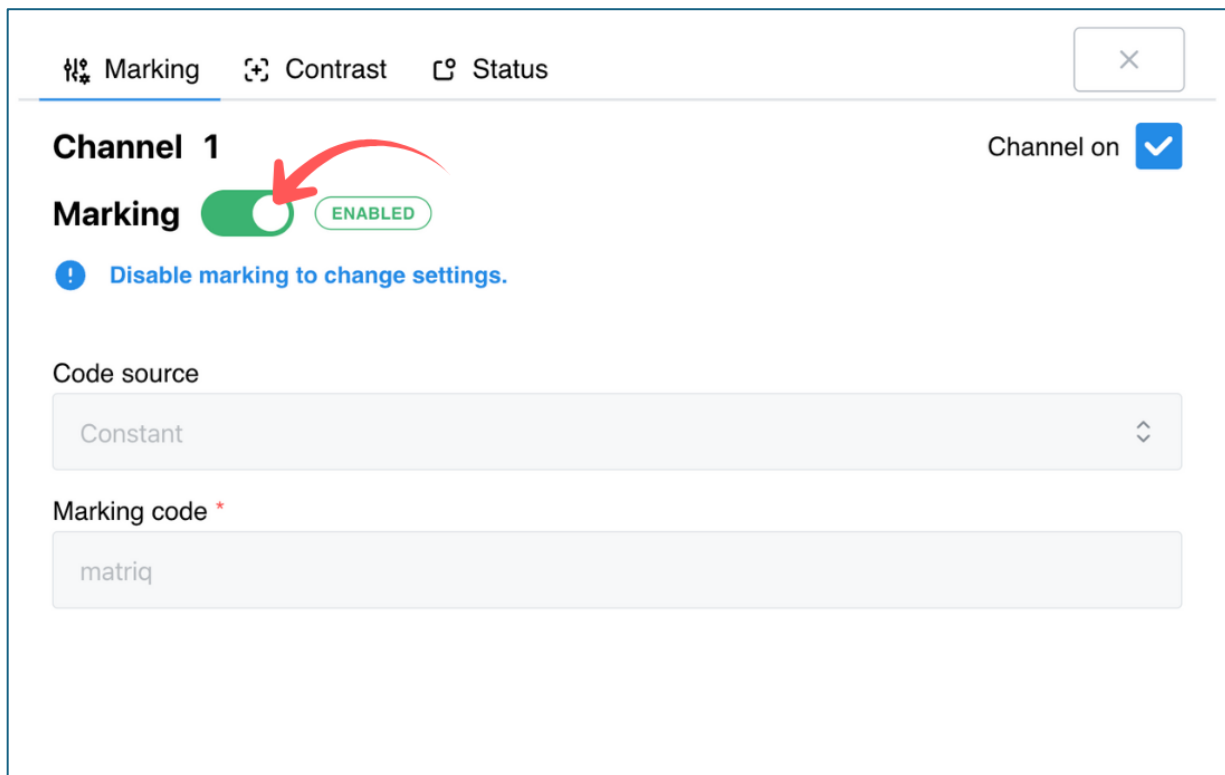 Marking Contrast Status
Channel 1
Channel on
Marking ENABLED
Disable marking to change settings.
Code source
Constant
Marking code *
matriq